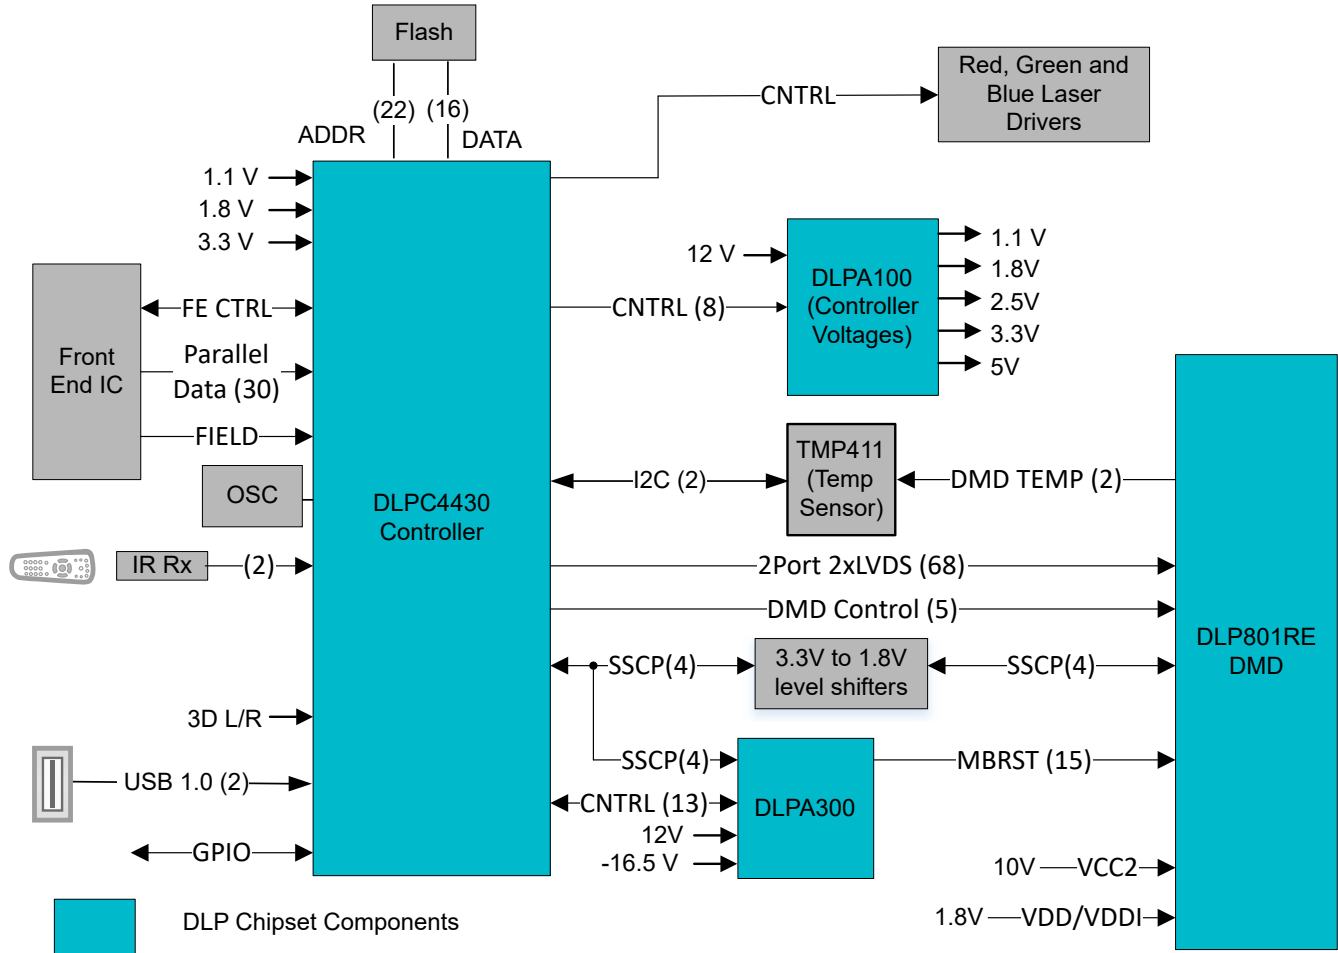 Flash
(22)
(16)
ADDR
DATA
CNTRL
Red, Green and
Blue Laser
Drivers
1.1 V
1.8 V
3.3 V
12 V
DLPA100
(Controller
Voltages)
1.1 V
1.8V
2.5V
3.3V
5V
FE CTRL
CNTRL (8)
Front
End IC
Parallel
Data (30)
FIELD
TMP411
(Temp
Sensor)
I2C (2)
DMD TEMP (2)
OSC
DLPC4430
Controller
IR Rx
(2)
2Port 2xLVDS (68)
DMD Control (5)
DLP801RE
DMD
SSCP(4)
3.3V to 1.8V
level shifters
SSCP(4)
3D L/R
SSCP(4)
MBRST (15)
USB 1.0 (2)
CNTRL (13)
DLPA300
12V
-16.5 V
GPIO
10V
VCC2
1.8V
VDD/VDDI
DLP Chipset Components